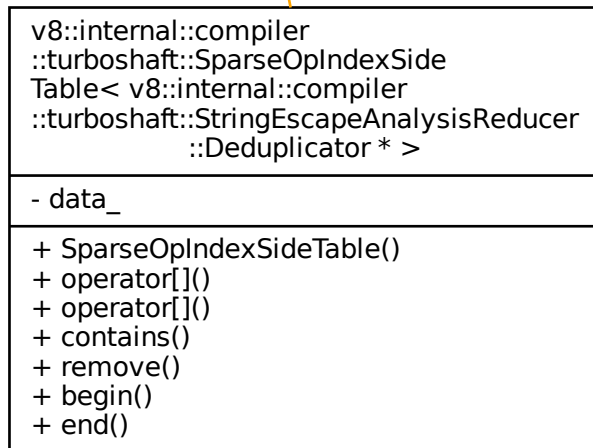 v8::internal::compiler
::turboshaft::SparseOpIndexSide
Table< v8::internal::compiler
::turboshaft::StringEscapeAnalysisReducer
::Deduplicator * >
- data_
+ SparseOpIndexSideTable()
+ operator[]()
+ operator[]()
+ contains()
+ remove()
+ begin()
+ end()